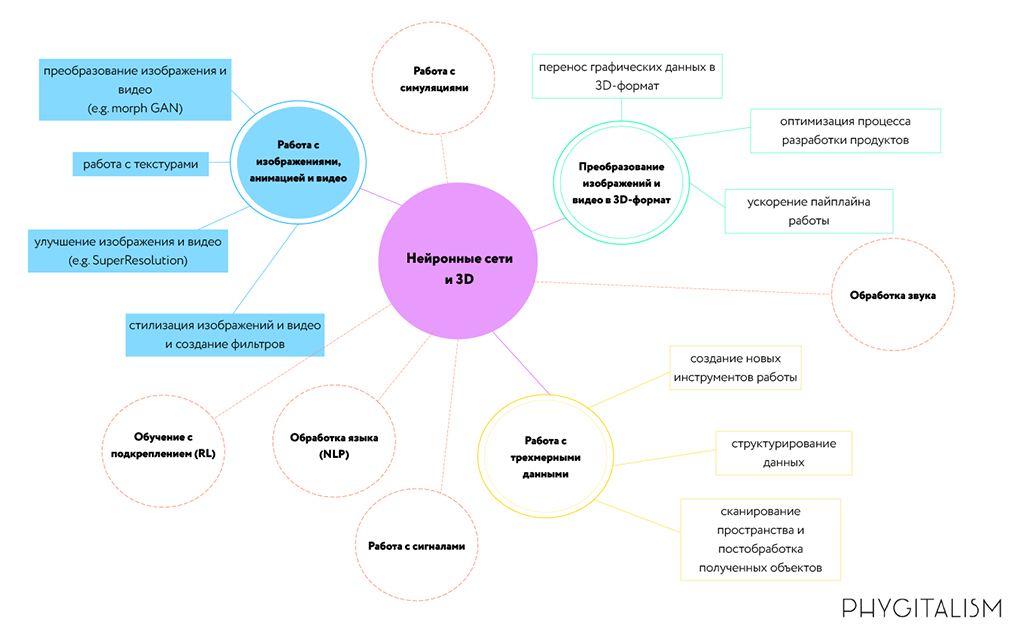 Работа с
симуляциями
преобразование изображения и
видео
(e.g. morph GAN)
Работа с
изображениями,
анимацией и видео
работа с текстурами
улучшение изображения и видео
(e.g. SuperResolution)
стилизация изображений и видео
и создание фильтров
перенос графических данных в
3D-формат
оптимизация процесса
разработки продуктов
Преобразование
изображений и
видео в 3D-формат
ускорение пайплайна
работы
Нейронные сети
и 3D
Обработка звука
создание новых
инструментов работы
Обучение с
подкреплением (RL)
Обработка языка
(NLP)
Работа с
трехмерными
данными
структурирование
данных
Работа с сигналами
сканирование
пространства и
постобработка
полученных объектов
PHYGITALISM